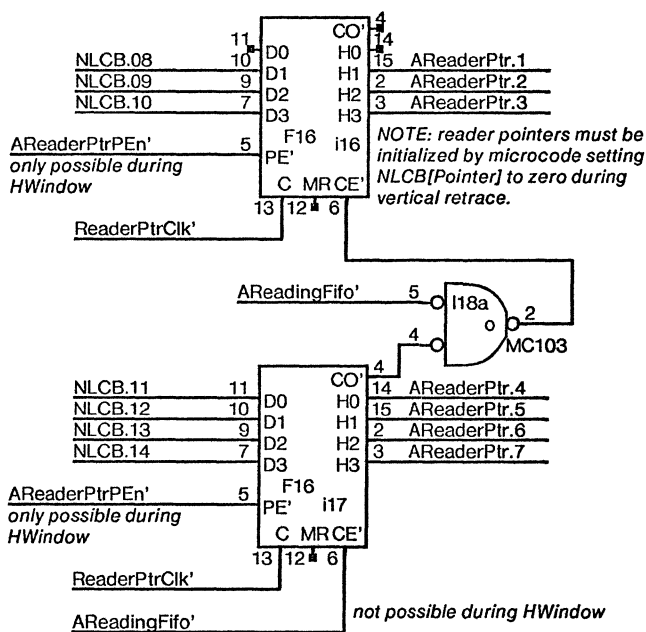 4
CO'
11 D0 H0 14
NLCB.08 10 D1 H1 15 AReaderPtr.1
NLCB.09 9 D2 H2 2 AReaderPtr.2
NLCB.10 7 D3 H3 3 AReaderPtr.3
F16 i16
AReaderPtrPEn' 5 PE'
only possible during
HWindow
C MR CE'
13 12 6
NOTE: reader pointers must be
initialized by microcode setting
NLCB[Pointer] to zero during
vertical retrace.
ReaderPtrClk'
AReadingFifo' 5 I18a
o 2
4 MC103
4
CO'
NLCB.11 11 D0 H0 14 AReaderPtr.4
NLCB.12 10 D1 H1 15 AReaderPtr.5
NLCB.13 9 D2 H2 2 AReaderPtr.6
NLCB.14 7 D3 H3 3 AReaderPtr.7
F16 i17
AReaderPtrPEn' 5 PE'
only possible during
HWindow
C MR CE'
13 12 6
ReaderPtrClk'
AReadingFifo' not possible during HWindow